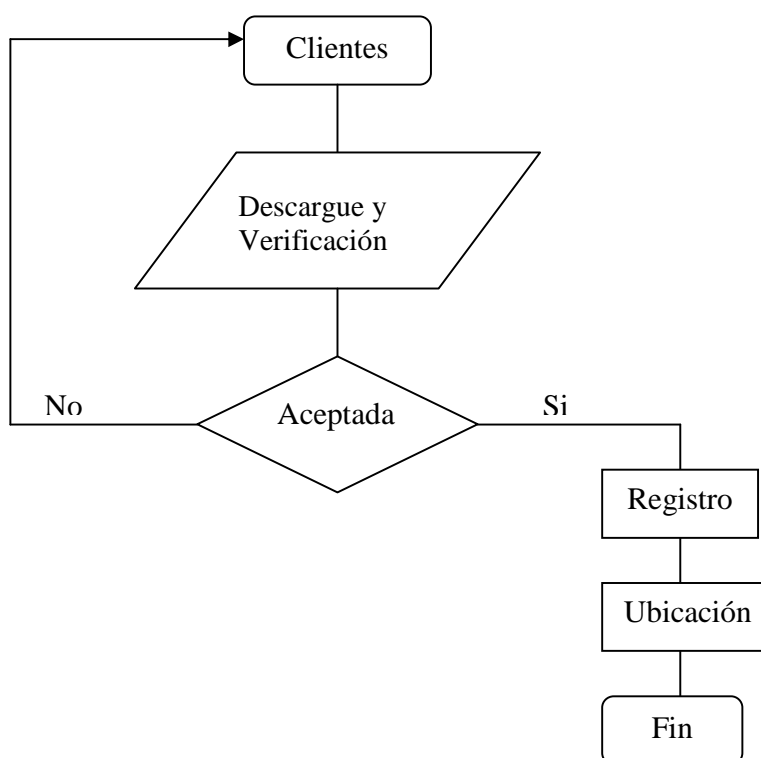 Clientes
Descargue y
Verificación
No
Aceptada
Si
Registro
Ubicación
Fin